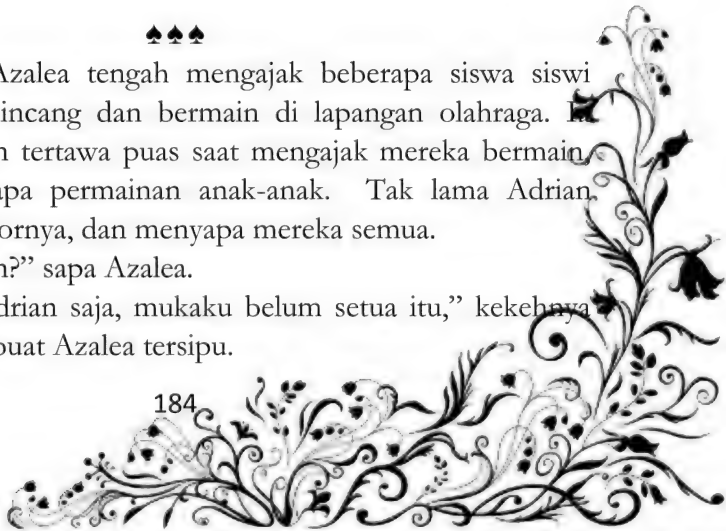 ♠♠♠
Azalea tengah mengajak beberapa siswa siswi
incang dan bermain di lapangan olahraga.
n tertawa puas saat mengajak mereka bermain,
apa permainan anak-anak. Tak lama Adrian
ornya, dan menyapa mereka semua.
n?” sapa Azalea.
drian saja, mukaku belum setua itu,” kekehnya
buat Azalea tersipu.
184